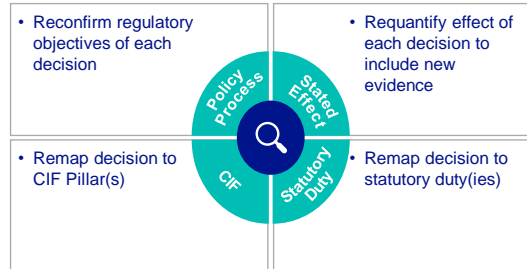 • Reconfirm regulatory
objectives of each
decision
• Requantify effect of
each decision to
include new
evidence
Policy
Process
Stated
Effect
CIF
Statutory
Duty
• Remap decision to
CIF Pillar(s)
• Remap decision to
statutory duty(ies)